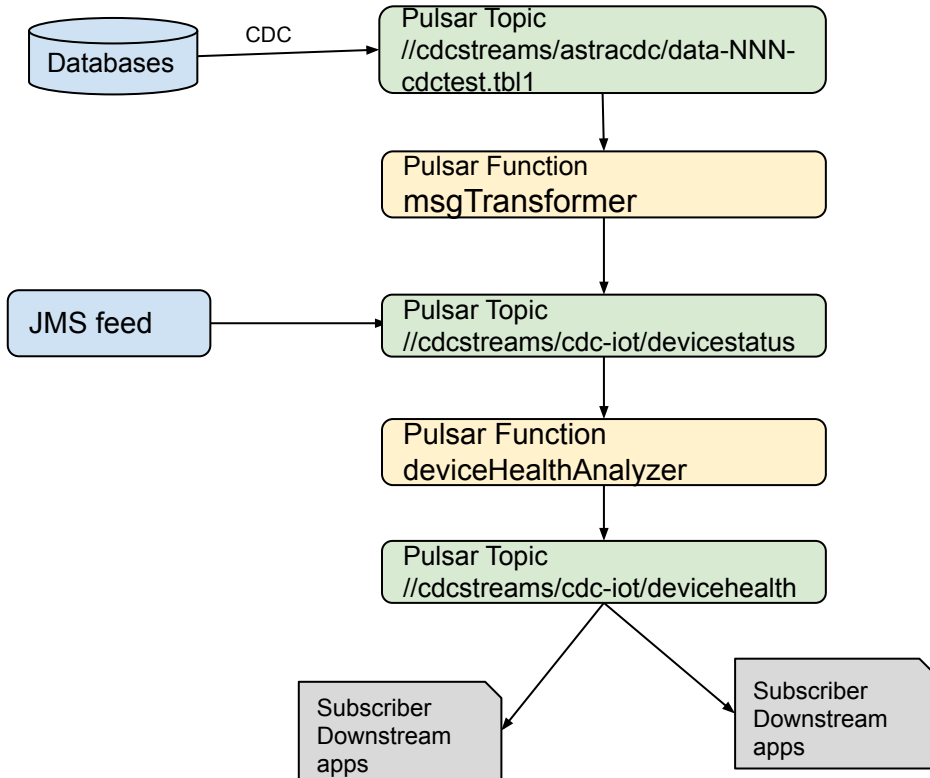 Databases
CDC
Pulsar Topic
//cdcstreams/astracdc/data-NNN-
cdctest.tbl1
Pulsar Function
msgTransformer
JMS feed
Pulsar Topic
//cdcstreams/cdc-iot/devicestatus
Pulsar Function
deviceHealthAnalyzer
Pulsar Topic
//cdcstreams/cdc-iot/devicehealth
Subscriber
Downstream
apps
Subscriber
Downstream
apps